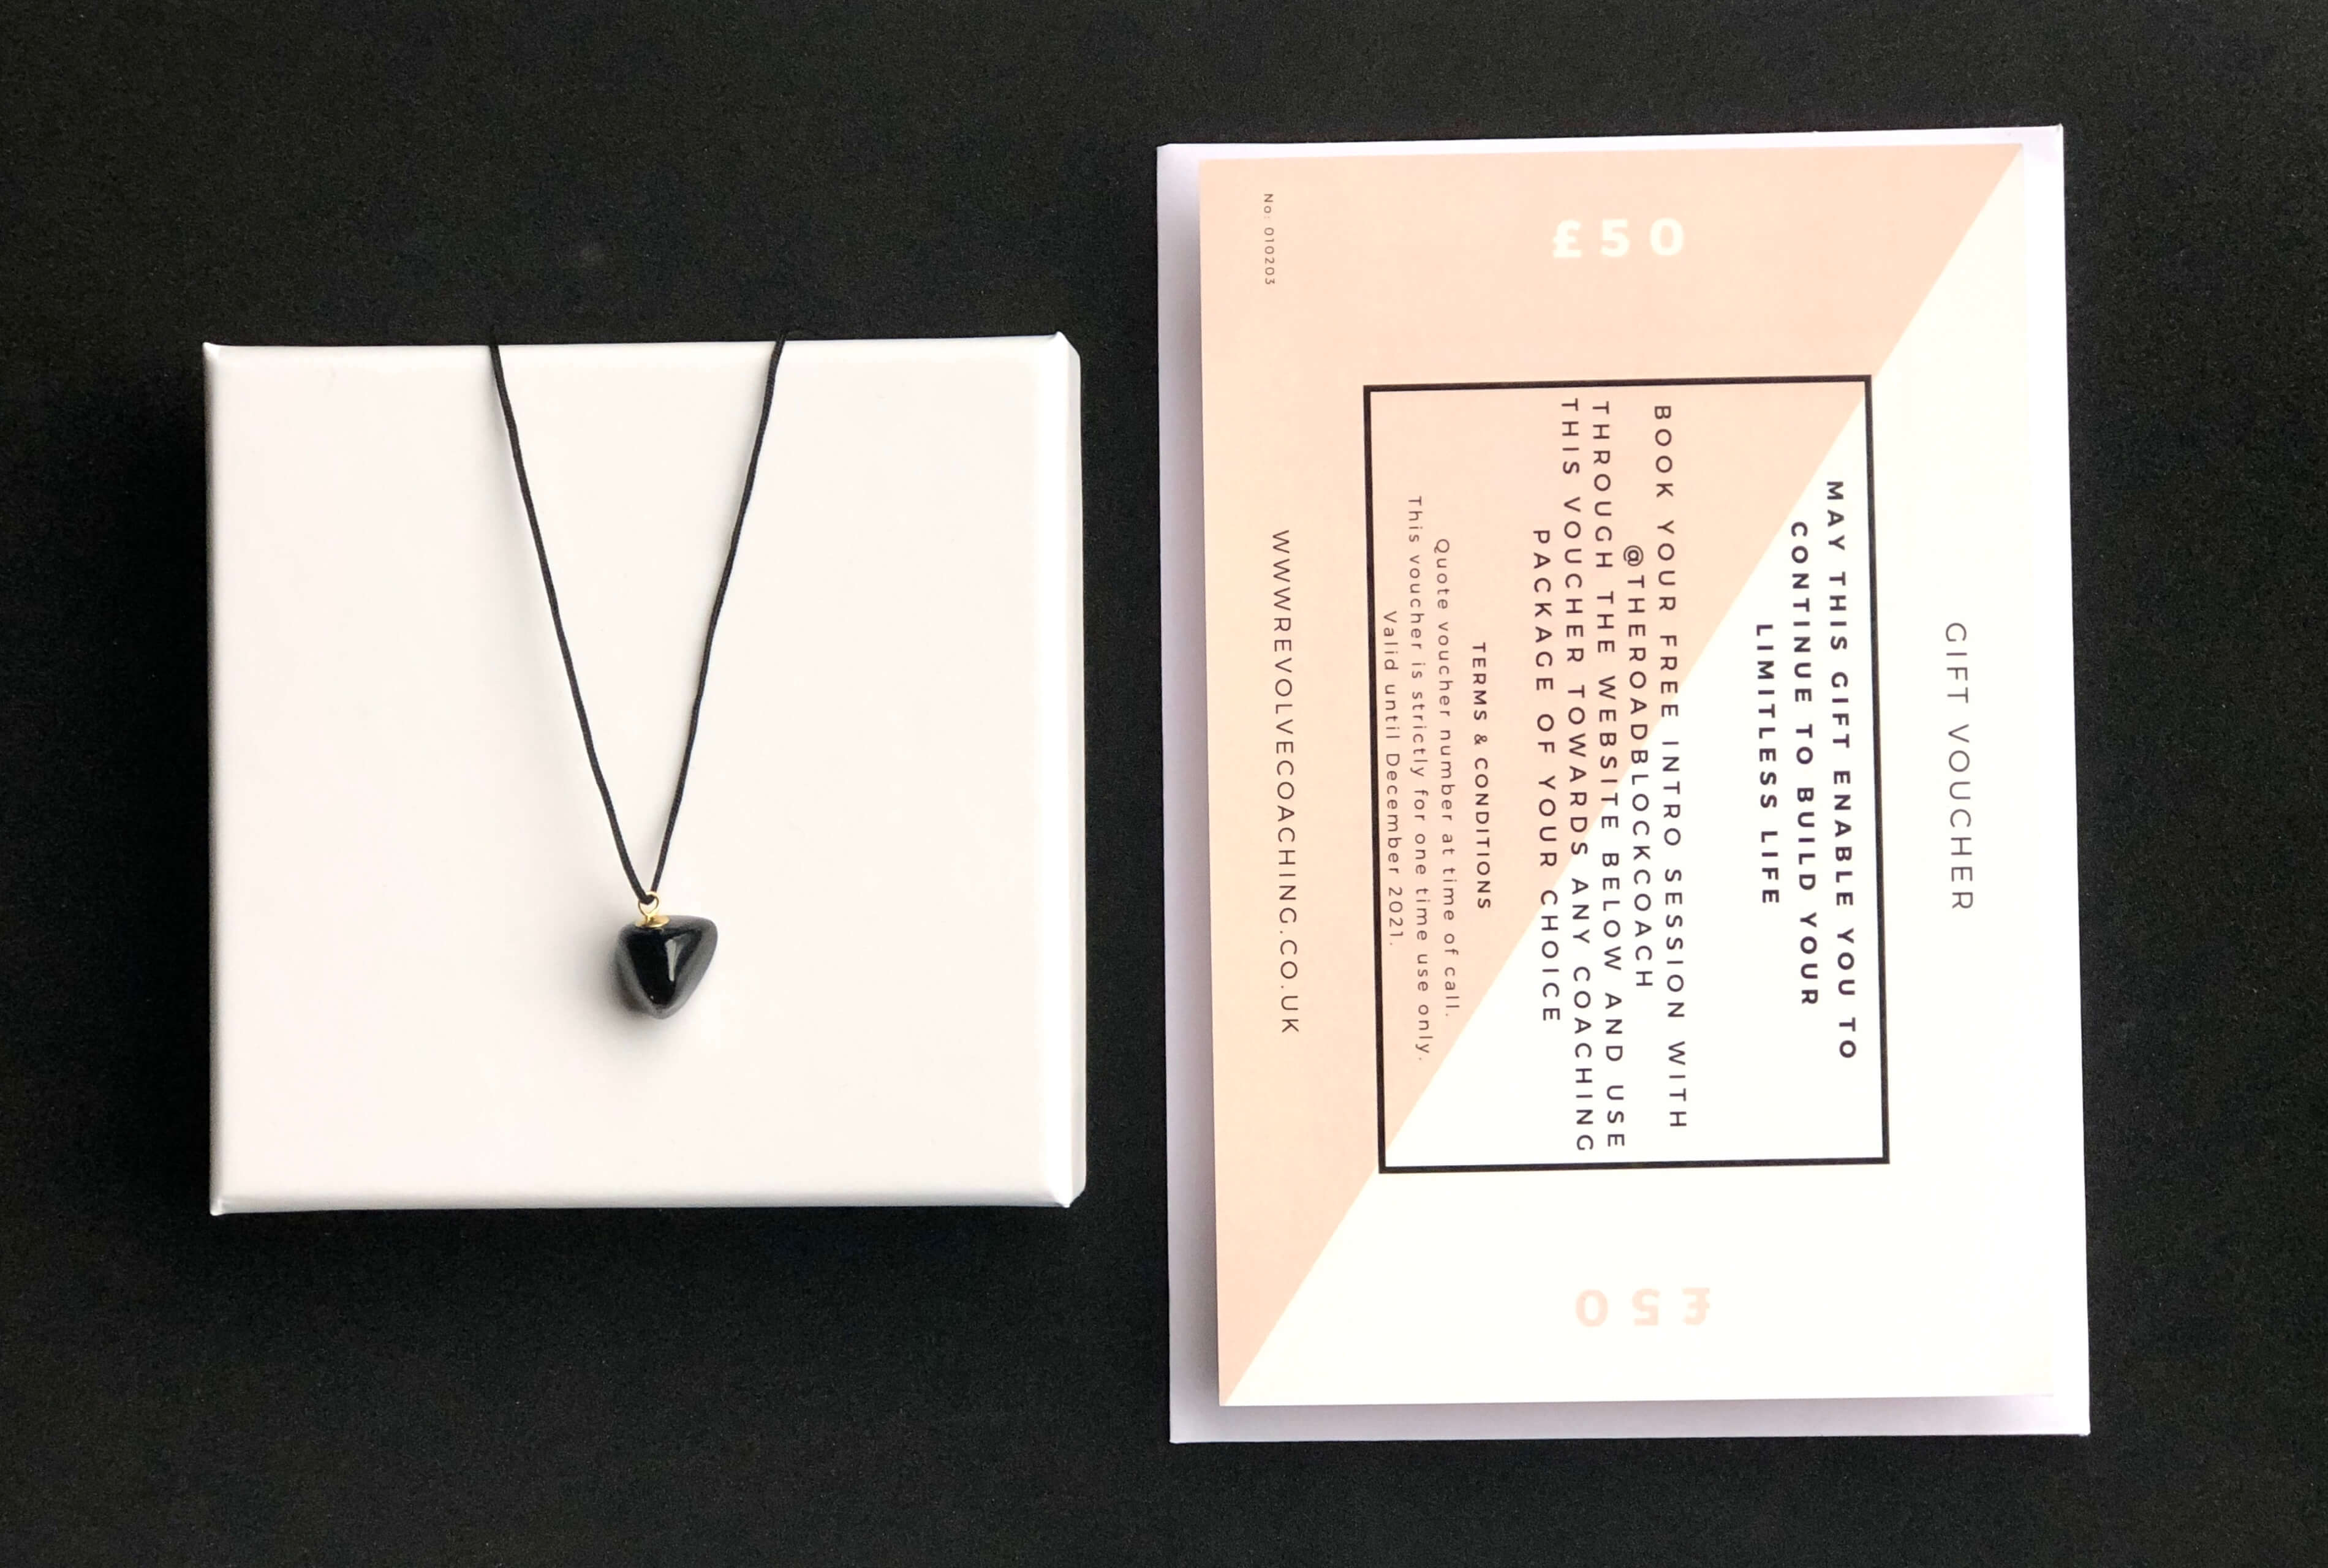 GIFT VOUCHER
MAY THIS GIFT ENABLE YOU TO
CONTINUE TO BUILD YOUR
LIMITLESS LIFE
BOOK YOUR FREE INTRO SESSION WITH
@THEROADBLOCKCOACH
THROUGH THE WEBSITE BELOW AND USE
THIS VOUCHER TOWARDS ANY COACHING
PACKAGE OF YOUR CHOICE
TERMS & CONDITIONS
Quote voucher number at time of call.
This voucher is strictly for one time use only.
Valid until December 2021.
WWW.REVOLVECOACHING.CO.UK
No: 010203
£50
£50